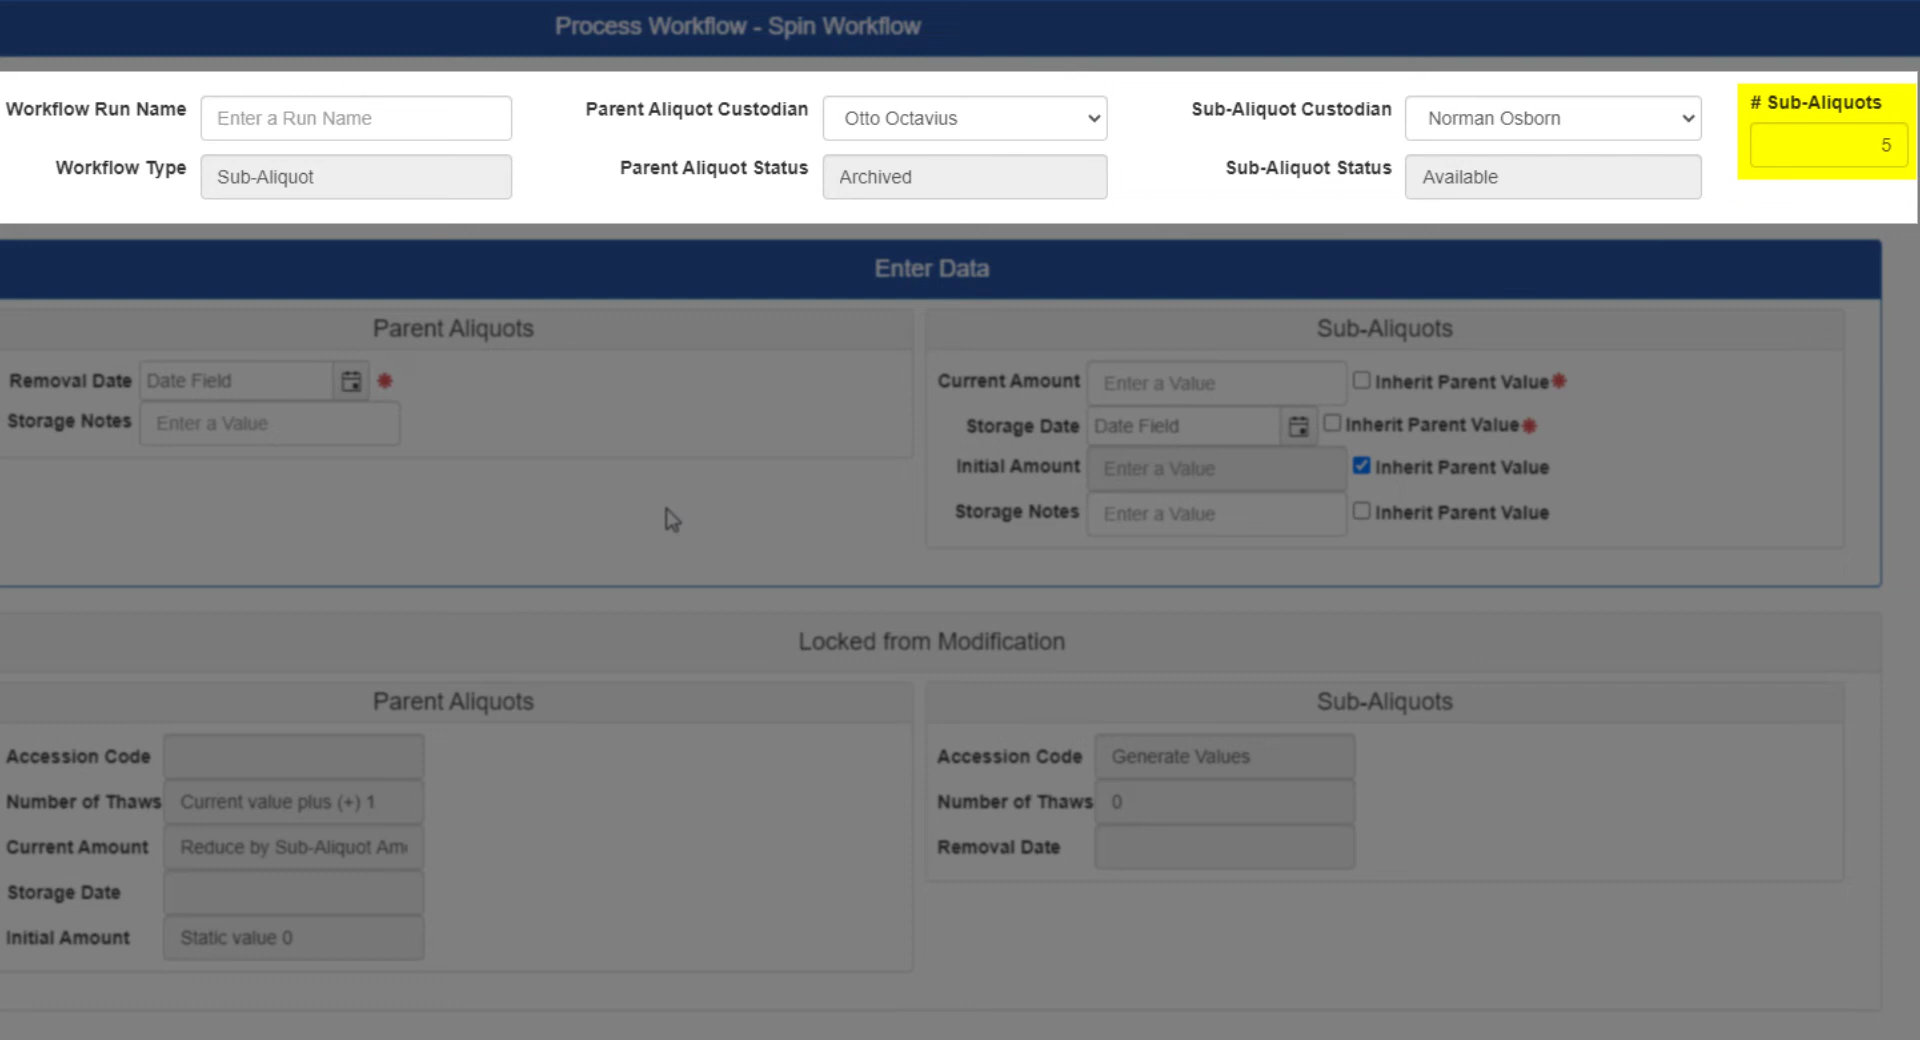 Process Workflow - Spin Workflow
Workflow Run Name Enter a Run Name Parent Aliquot Custodian Otto Octavius Sub-Aliquot Custodian Norman Osborn # Sub-Aliquots
5
Workflow Type Sub-Aliquot Parent Aliquot Status Archived Sub-Aliquot Status Available
Enter Data
Parent Aliquots
Removal Date Date Field *
Storage Notes Enter a Value
Sub-Aliquots
Current Amount Enter a Value Inherit Parent Value*
Storage Date Date Field Inherit Parent Value*
Initial Amount Enter a Value Inherit Parent Value
Storage Notes Enter a Value Inherit Parent Value
Locked from Modification
Parent Aliquots
Accession Code
Number of Thaws Current value plus (+) 1
Current Amount Reduce by Sub-Aliquot Am
Storage Date
Initial Amount Static value 0
Sub-Aliquots
Accession Code Generate Values
Number of Thaws 0
Removal Date